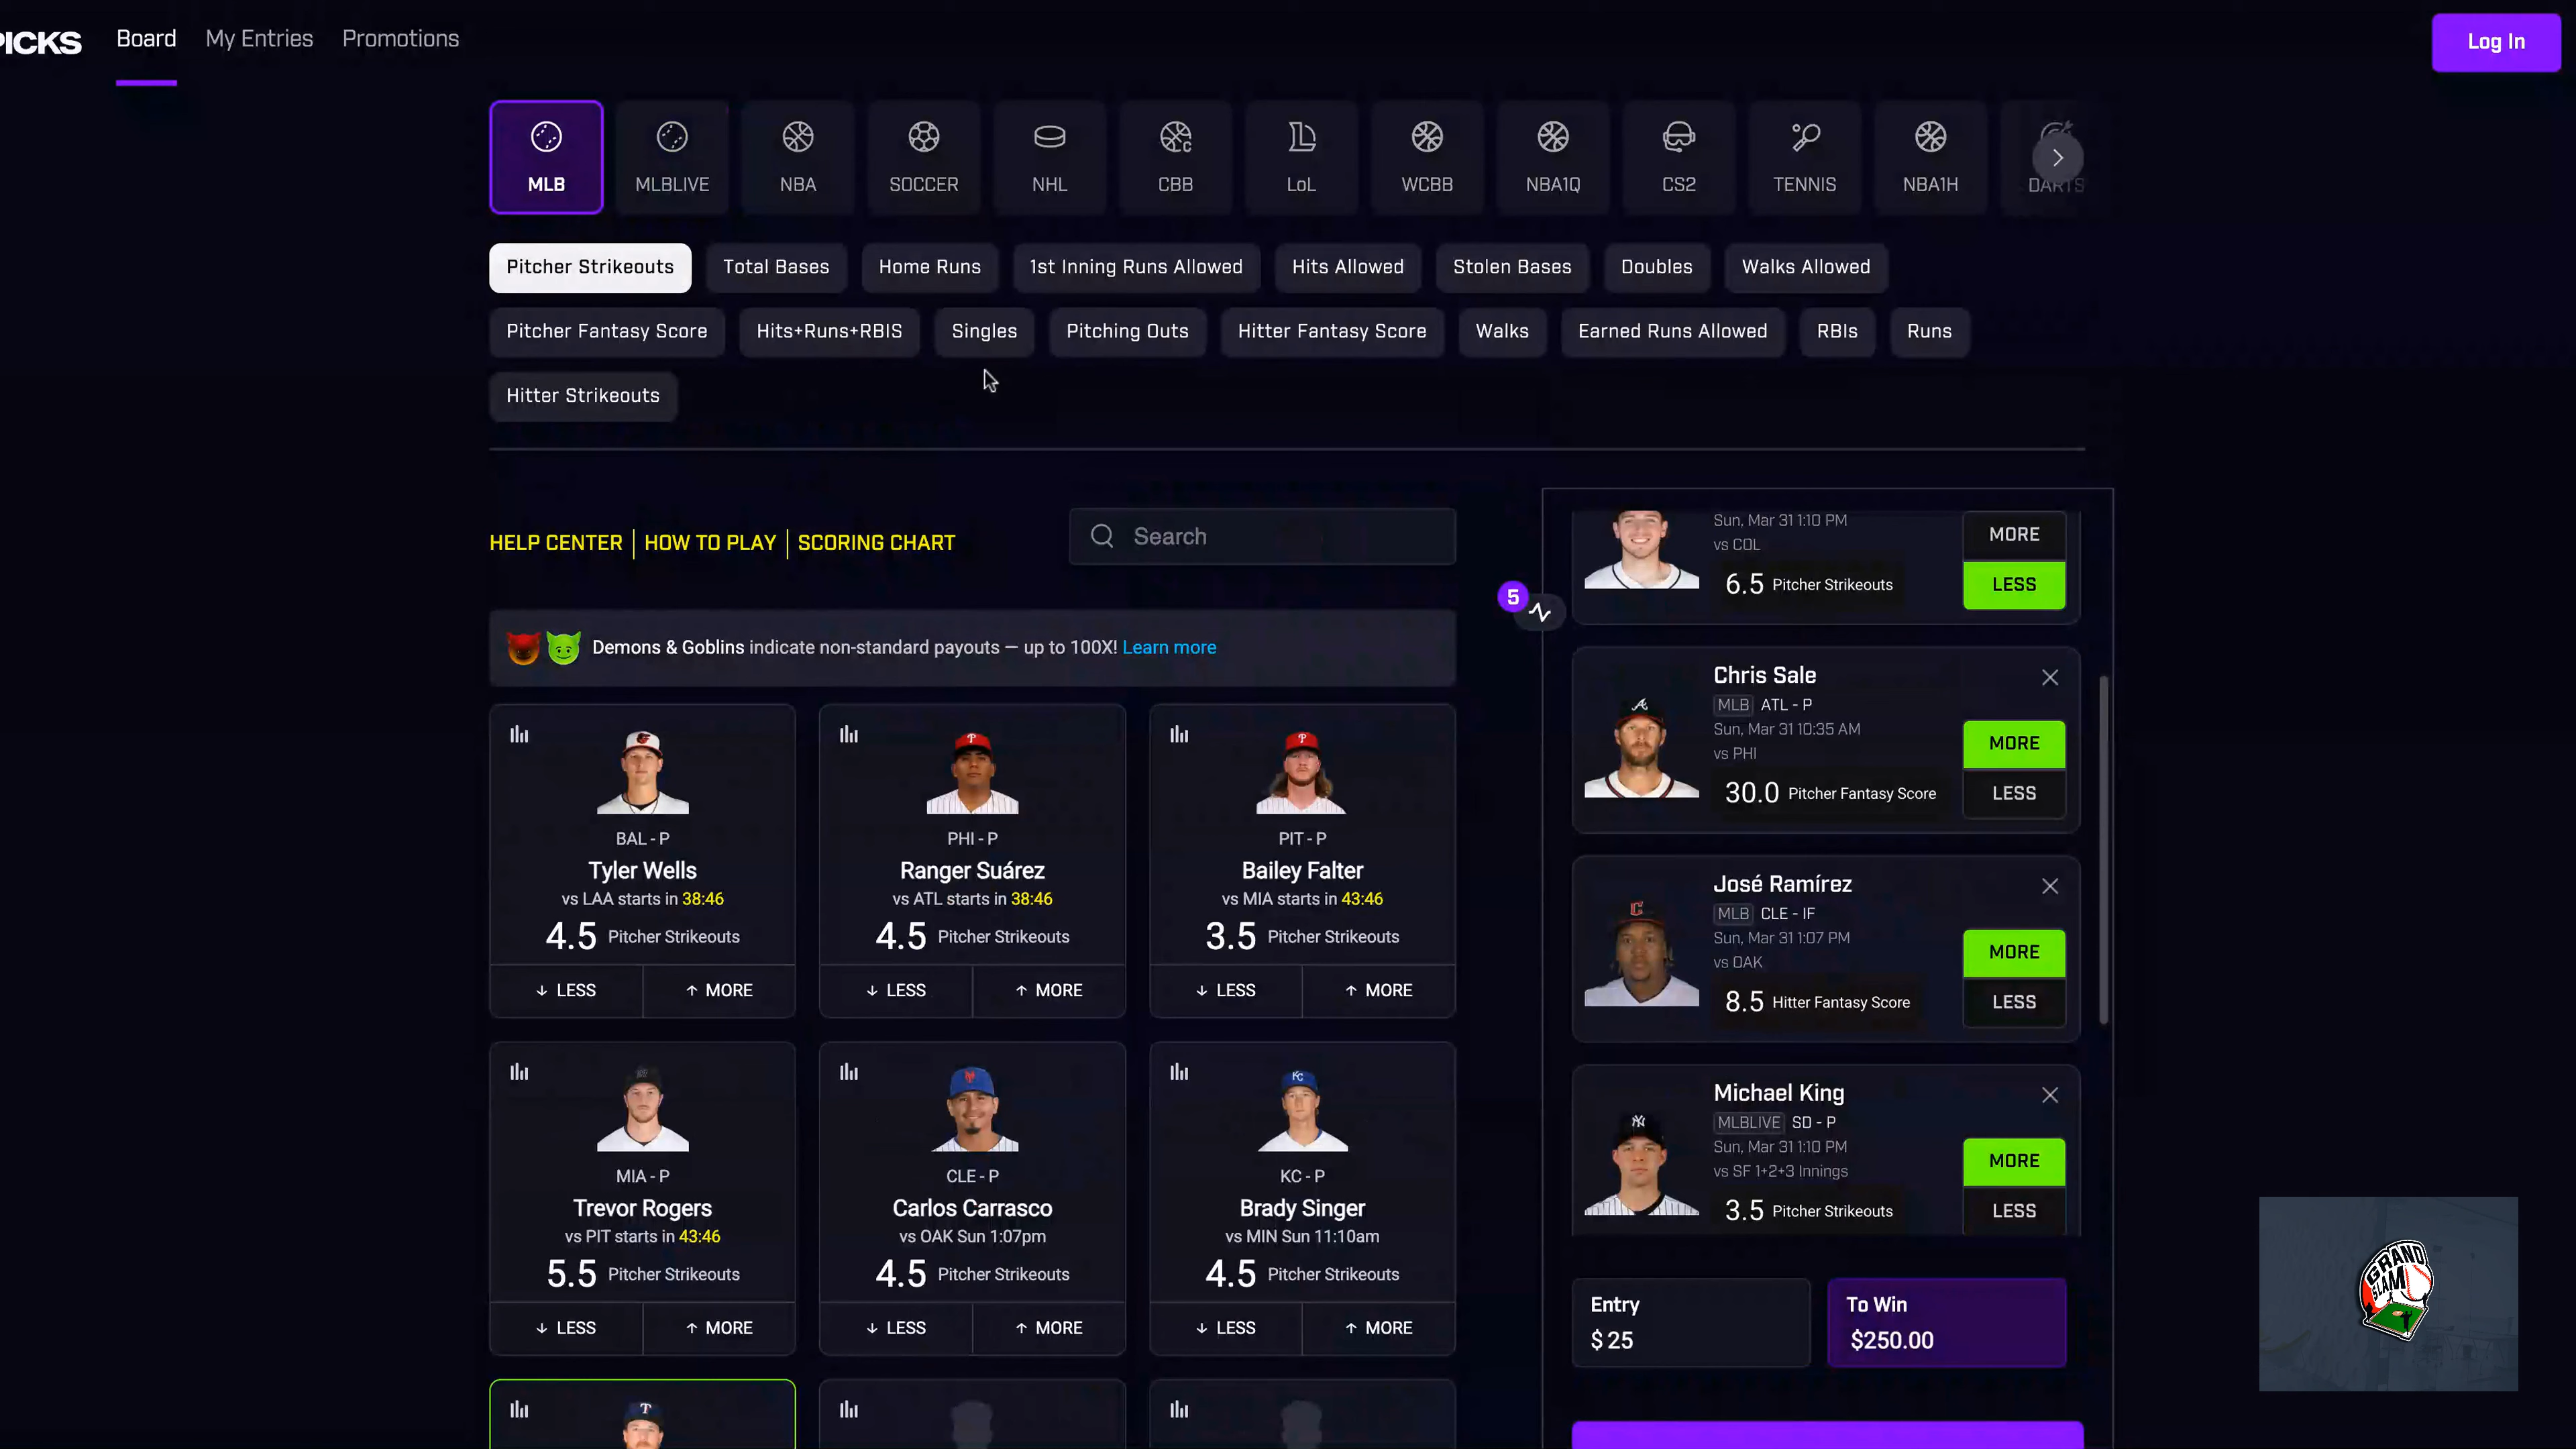 PICKS
Board
My Entries
Promotions
Log In
MLB
MLBLIVE
NBA
SOCCER
NHL
CBB
LoL
WCBB
NBA1Q
CS2
TENNIS
NBA1H
DARTS
Pitcher Strikeouts
Total Bases
Home Runs
1st Inning Runs Allowed
Hits Allowed
Stolen Bases
Doubles
Walks Allowed
Pitcher Fantasy Score
Hits+Runs+RBIS
Singles
Pitching Outs
Hitter Fantasy Score
Walks
Earned Runs Allowed
RBIs
Runs
Hitter Strikeouts
HELP CENTER
HOW TO PLAY
SCORING CHART
Search
Demons & Goblins indicate non-standard payouts — up to 100X! Learn more
BAL - P
Tyler Wells
vs LAA starts in 38:46
4.5 Pitcher Strikeouts
↓ LESS
↑ MORE
PHI - P
Ranger Suárez
vs ATL starts in 38:46
4.5 Pitcher Strikeouts
↓ LESS
↑ MORE
PIT - P
Bailey Falter
vs MIA starts in 43:46
3.5 Pitcher Strikeouts
↓ LESS
↑ MORE
MIA - P
Trevor Rogers
vs PIT starts in 43:46
5.5 Pitcher Strikeouts
↓ LESS
↑ MORE
CLE - P
Carlos Carrasco
vs OAK Sun 1:07pm
4.5 Pitcher Strikeouts
↓ LESS
↑ MORE
KC - P
Brady Singer
vs MIN Sun 11:10am
4.5 Pitcher Strikeouts
↓ LESS
↑ MORE
5
Sun, Mar 31 1:10 PM
vs COL
6.5 Pitcher Strikeouts
MORE
LESS
Chris Sale
MLB ATL - P
Sun, Mar 31 10:35 AM
vs PHI
30.0 Pitcher Fantasy Score
MORE
LESS
José Ramírez
MLB CLE - IF
Sun, Mar 31 1:07 PM
vs OAK
8.5 Hitter Fantasy Score
MORE
LESS
Michael King
MLBLIVE SD - P
Sun, Mar 31 1:10 PM
vs SF 1+2+3 Innings
3.5 Pitcher Strikeouts
MORE
LESS
Entry
$ 25
To Win
$250.00
GRAND
SLAM